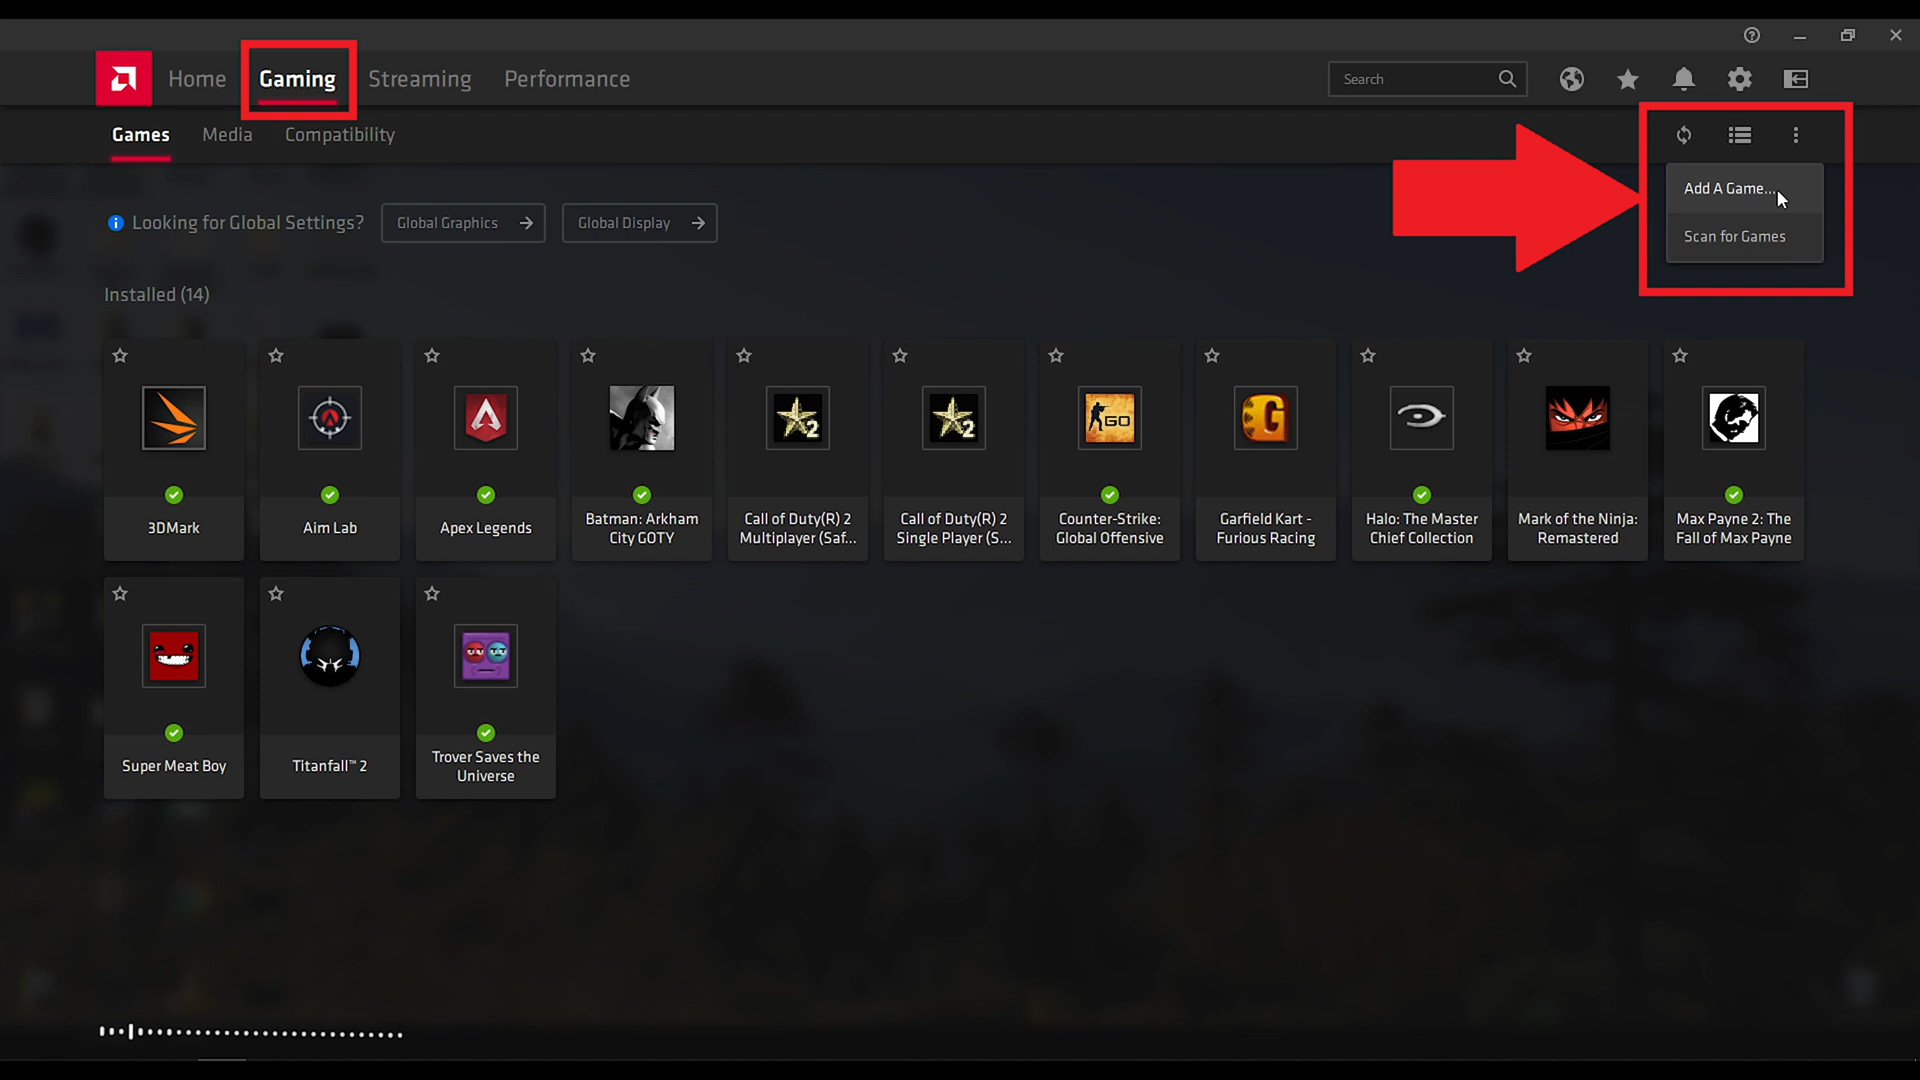 Home
Gaming
Streaming
Performance
Search
Games
Media
Compatibility
Add A Game...
Scan for Games
Looking for Global Settings?
Global Graphics
Global Display
Installed (14)
3DMark
Aim Lab
Apex Legends
Batman: Arkham
City GOTY
Call of Duty(R) 2
Multiplayer (Saf...
Call of Duty(R) 2
Single Player (S...
Counter-Strike:
Global Offensive
Garfield Kart -
Furious Racing
Halo: The Master
Chief Collection
Mark of the Ninja:
Remastered
Max Payne 2: The
Fall of Max Payne
2
2
GO
G
Super Meat Boy
Titanfall™ 2
Trover Saves the
Universe